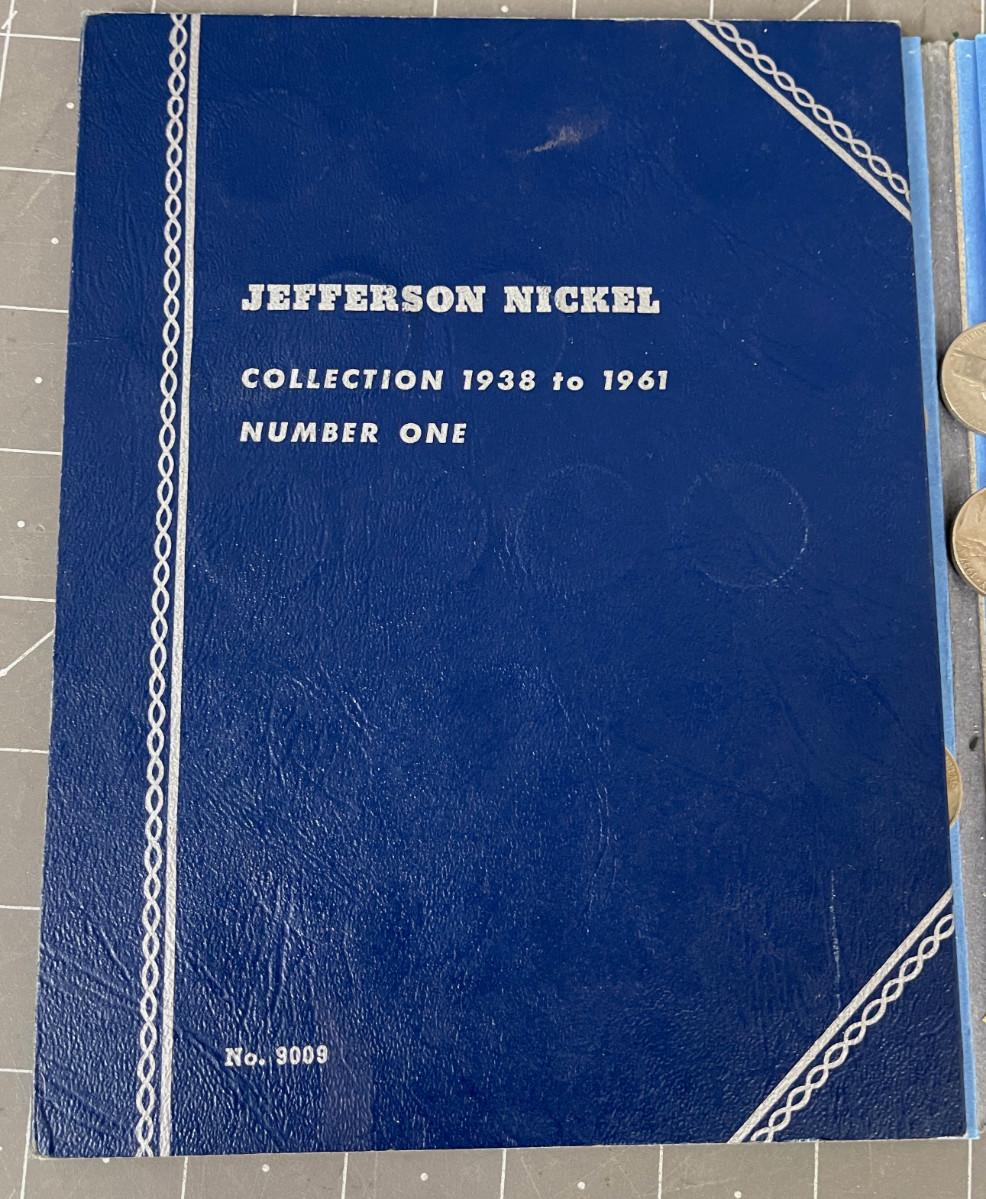 JEFFERSON NICKEL
COLLECTION 1938 to 1961
NUMBER ONE
No. 9009